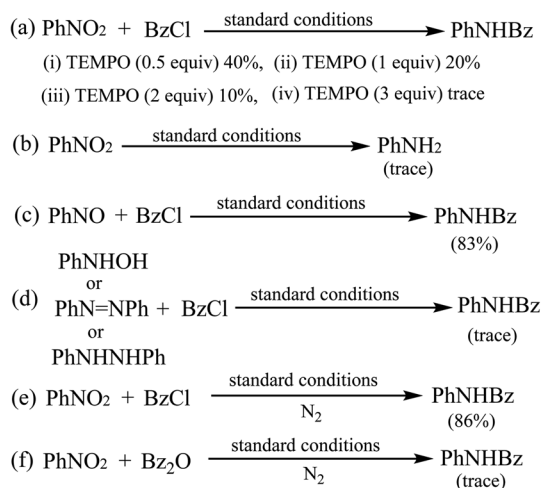 (a) PhNO₂ + BzCl standard conditions PhNHBz
(i) TEMPO (0.5 equiv) 40%, (ii) TEMPO (1 equiv) 20%
(iii) TEMPO (2 equiv) 10%, (iv) TEMPO (3 equiv) trace
(b) PhNO₂ standard conditions PhNH₂
(trace)
(c) PhNO + BzCl standard conditions PhNHBz
(83%)
PhNHOH
or
(d) PhN=NPh + BzCl standard conditions PhNHBz
or
(trace)
PhNHNHPh
(e) PhNO₂ + BzCl standard conditions PhNHBz
N₂
(86%)
(f) PhNO₂ + Bz₂O standard conditions PhNHBz
N₂
(trace)